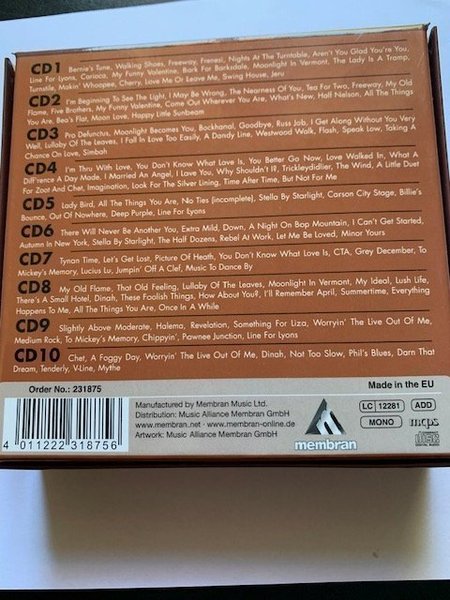 CD1 Bernie's Tune, Walking Shoes, Freeway, Frenesi, Nights At The Turntable, Aren't You Glad You're You,
Line For Lyons, Carioca, My Funny Valentine, Bark For Barksdale, Moonlight In Vermont, The Lady Is A Tramp,
Turnstile, Makin' Whoopee, Cherry, Love Me Or Leave Me, Swing House, Jeru
CD2 I'm Beginning To See The Light, I May Be Wrong, The Nearness Of You, Tea For Two, Freeway, My Old
Flame, Five Brothers, My Funny Valentine, Come Out Wherever You Are, What's New, Half Nelson, All The Things
You Are, Bea's Flat, Moon Love, Happy Little Sunbeam
CD3 Pro Defunctus, Moonlight Becomes You, Bockhanal, Goodbye, Russ Job, I Get Along Without You Very
Well, Lullaby Of The Leaves, I Fall In Love Too Easily, A Dandy Line, Westwood Walk, Flash, Speak Low, Taking A
Chance On Love, Simbah
CD4 I'm Thru With Love, You Don't Know What Love Is, You Better Go Now, Love Walked In, What A
Diff'rence A Day Made, I Married An Angel, I Leave You, Why Shouldn't I?, Trickleydidlier, The Wind, A Little Duet
For Zoot And Chet, Imagination, Look For The Silver Lining, Time After Time, But Not For Me
CD5 Lady Bird, All The Things You Are, No Ties (incomplete), Stella By Starlight, Carson City Stage, Billie's
Bounce, Out Of Nowhere, Deep Purple, Line For Lyons
CD6 There Will Never Be Another You, Extra Mild, Down, A Night On Bop Mountain, I Can't Get Started,
Autumn In New York, Stella By Starlight, The Half Dozens, Rebel At Work, Let Me Be Loved, Minor Yours
CD7 Tynan Time, Let's Get Lost, Picture Of Heath, You Don't Know What Love Is, CTA, Grey December, To
Mickey's Memory, Lucius Lu, Jumpin' Off A Clef, Music To Dance By
CD8 My Old Flame, That Old Feeling, Lullaby Of The Leaves, Moonlight In Vermont, My Ideal, Lush Life,
There's A Small Hotel, Dinah, These Foolish Things, How About You?, I'll Remember April, Summertime, Everything
Happens To Me, All The Things You Are, Once In A While
CD9 Slightly Above Moderate, Halema, Revelation, Something For Liza, Worryin' The Live Out Of Me,
Medium Rock, To Mickey's Memory, Chippyin', Pawnee Junction, Line For Lyons
CD10 Chet, A Foggy Day, Worryin' The Live Out Of Me, Dinah, Not Too Slow, Phil's Blues, Darn That
Dream, Tenderly, V-Line, Mythe
Order No.: 231875
Made in the EU
4 011222 318756
Manufactured by Membran Music Ltd.
Distribution: Music Alliance Membran GmbH
www.membran.net · www.membran-online.de
Artwork: Music Alliance Membran GmbH
membran
LC 12281 ADD
MONO mcps
COMPACT disc
DIGITAL AUDIO